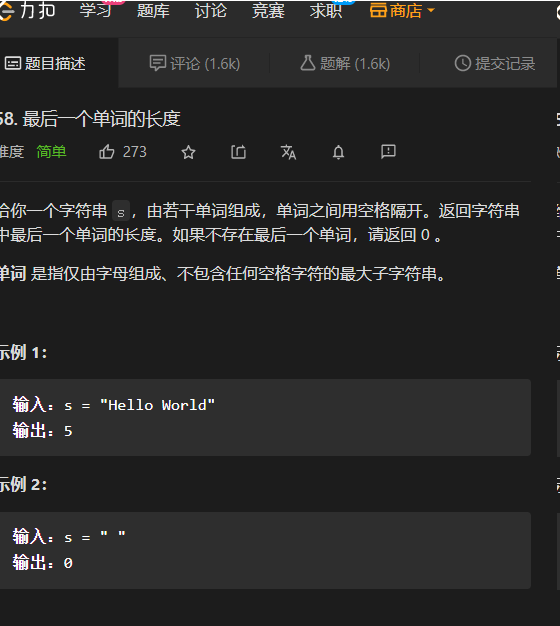 力扣 学习 题库 讨论 竞赛 求职 商店
题目描述 评论 (1.6k) 题解 (1.6k) 提交记录
58. 最后一个单词的长度
难度 简单 273
给你一个字符串 s，由若干单词组成，单词之间用空格隔开。返回字符串
中最后一个单词的长度。如果不存在最后一个单词，请返回 0 。
单词 是指仅由字母组成、不包含任何空格字符的最大子字符串。
示例 1：
输入：s = "Hello World"
输出：5
示例 2：
输入：s = " "
输出：0